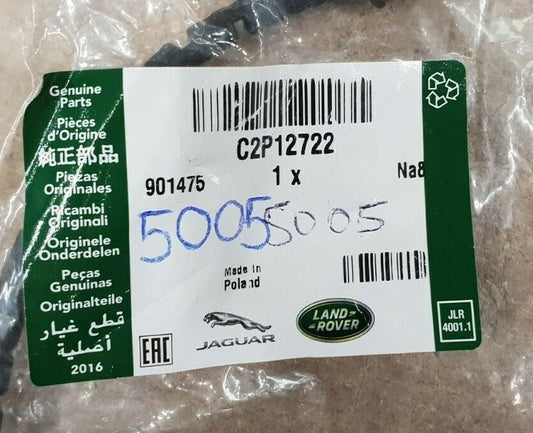 Genuine
Parts
Pièces
d'Origine
純正部品
Piezas
Originales
Ricambi
Originali
Originele
Onderdelen
Peças
Genuinas
Originalteile
قطع غيار
أصلية
2016
C2P12722
901475
1 x
Na8
5005
5005
Made in
Poland
EAC
JAGUAR
LAND
ROVER
JLR
4001.1